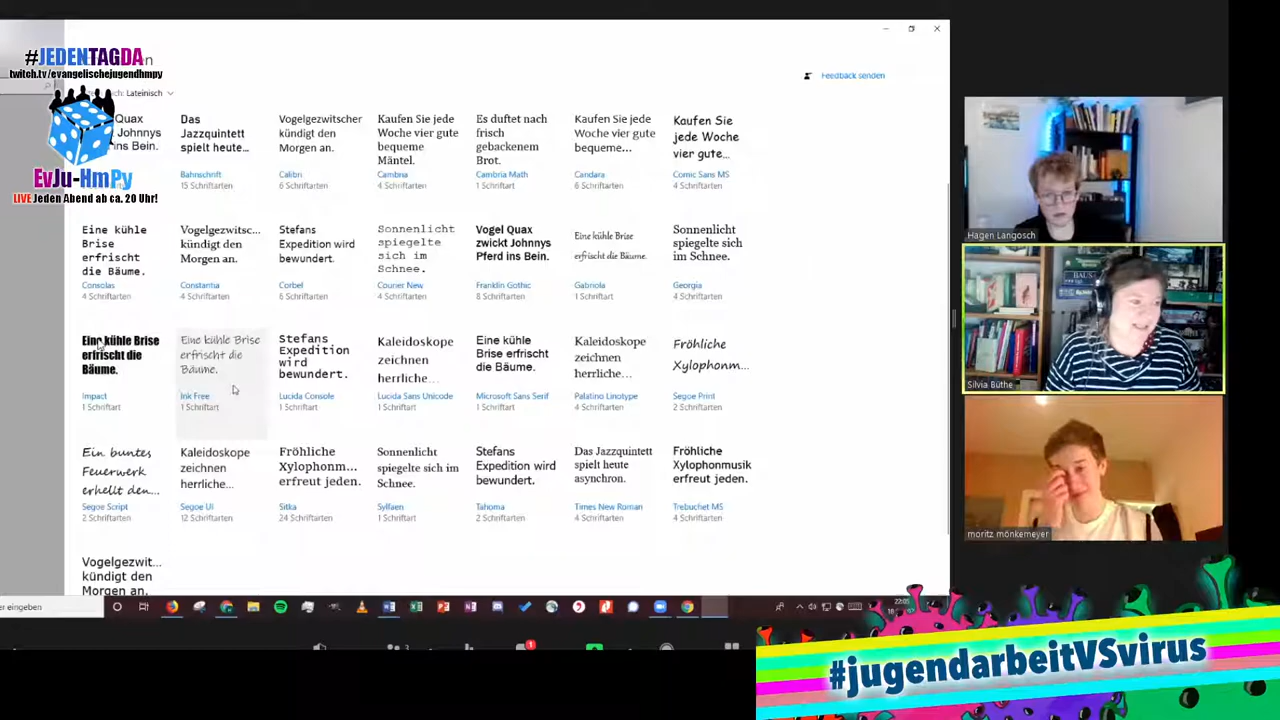 #JEDENTAGDA
twitch.tv/evangelischejugendhmpy
EvJu-HmPy
LIVE Jeden Abend ab ca. 20 Uhr!
Lateinisch
Feedback senden
Quax
Johnnys
ins Bein.
Das
Jazzquintett
spielt heute...
Bahnschrift
15 Schriftarten
Vogelgezwitscher
kündigt den
Morgen an.
Calibri
6 Schriftarten
Kaufen Sie jede
Woche vier gute
bequeme
Mäntel.
Cambria
4 Schriftarten
Es duftet nach
frisch
gebackenem
Brot.
Cambria Math
1 Schriftart
Kaufen Sie jede
Woche vier gute
bequeme...
Candara
6 Schriftarten
Kaufen Sie
jede Woche
vier gute...
Comic Sans MS
4 Schriftarten
Eine kühle
Brise
erfrischt
die Bäume.
Consolas
4 Schriftarten
Vogelgezwitsc...
kündigt den
Morgen an.
Constantia
4 Schriftarten
Stefans
Expedition wird
bewundert.
Corbel
6 Schriftarten
Sonnenlicht
spiegelte
sich im
Schnee.
Courier New
4 Schriftarten
Vogel Quax
zwickt Johnnys
Pferd ins Bein.
Franklin Gothic
8 Schriftarten
Eine kühle Brise
erfrischt die Bäume.
Gabriola
1 Schriftart
Sonnenlicht
spiegelte sich
im Schnee.
Georgia
4 Schriftarten
Eine kühle Brise
erfrischt die
Bäume.
Impact
1 Schriftart
Eine kühle Brise
erfrischt die
Bäume.
Ink Free
1 Schriftart
Stefans
Expedition
wird
bewundert.
Lucida Console
1 Schriftart
Kaleidoskope
zeichnen
herrliche...
Lucida Sans Unicode
1 Schriftart
Eine kühle
Brise erfrischt
die Bäume.
Microsoft Sans Serif
1 Schriftart
Kaleidoskope
zeichnen
herrliche...
Palatino Linotype
4 Schriftarten
Fröhliche
Xylophonm...
Segoe Print
2 Schriftarten
Ein buntes
Feuerwerk
erhellt den...
Segoe Script
2 Schriftarten
Kaleidoskope
zeichnen
herrliche...
Segoe UI
12 Schriftarten
Fröhliche
Xylophonm...
erfreut jeden.
Sitka
24 Schriftarten
Sonnenlicht
spiegelte sich im
Schnee.
Sylfaen
1 Schriftart
Stefans
Expedition wird
bewundert.
Tahoma
2 Schriftarten
Das Jazzquintett
spielt heute
asynchron.
Times New Roman
4 Schriftarten
Fröhliche
Xylophonmusik
erfreut jeden.
Trebuchet MS
4 Schriftarten
Vogelgezwit...
kündigt den
Morgen an.
er eingeben
Hagen Langosch
Silvia Büthe
moritz mönkemeyer
#jugendarbeitVSvirus